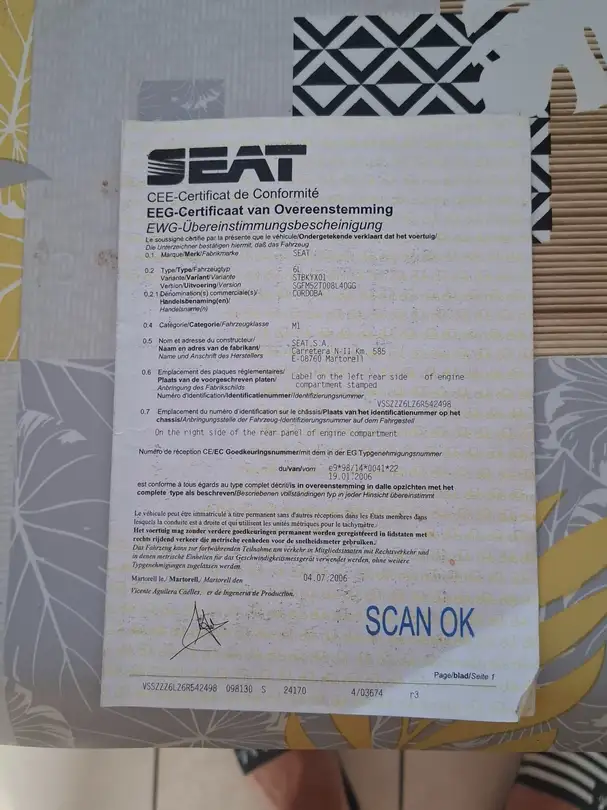 SEAT
CEE-Certificat de Conformité
EEG-Certificaat van Overeenstemming
EWG-Übereinstimmungsbescheinigung
Le soussigné certifie par la présente que le véhicule/Ondergetekende verklaart dat het voertuig/
Die Unterzeichner bestätigen hiermit, daß das Fahrzeug
0.1 Marque/Merk/Fabrikmarke SEAT
0.2 Type/Type/Fahrzeugtyp 6L
Variante/Variant/Variante STBKYX01
Version/Uitvoering/Version SGFM52T008L40GG
0.2.1 Dénomination(s) commerciale(s)/ CORDOBA
Handelsbenaming(en)/
Handelsname(n)
0.4 Catégorie/Categorie/Fahrzeugklasse M1
0.5 Nom et adresse du constructeur/ SEAT S.A.
Naam en adres van de fabrikant/ Carretera N-II Km. 585
Name und Anschrift des Herstellers E-08760 Martorell
0.6 Emplacement des plaques réglementaires/ Label on the left rear side of engine
Plaats van de voorgeschreven platen/ compartment stamped
Anbringung des Fabrikschilds
Numéro d'identification/Identificatienummer/Identifizierungsnummer
VSSZZZ6LZ6R542498
0.7 Emplacement du numéro d'identification sur le châssis/Plaats van het identificatienummer op het
chassis/Anbringungsstelle der Fahrzeug-Identifizierungsnummer auf dem Fahrgestell
On the right side of the rear panel of engine compartment
Numéro de réception CE/EC Goedkeuringsnummer/mit dem in der EG Typgenehmigungsnummer
e9*98/14*0041*22
du/van/vom 19.01.2006
est conforme à tous égards au type complet décrit/is in overeenstemming in dalle opzichten met het
complete type als beschreven/Beschriebenen vollständingen typ in jeder Hinsicht übereinstimmt
Le véhicule peut être immatriculé à titre permanent sans d'autres réceptions dans les Etats membres dans
lesquels la conduite est à droite et qui utilisent les unités métriques pour le tachymètre.
Het voertuig mag zonder verdere goedkeuringen permanent worden geregistreerd in lidstaten met
rechts rijdend verkeer die metrische eenheden voor de snelheidsmeter gebruiken.
Das Fahrzeug kann zur fortwährenden Teilnahme um verkehr in Mitgliedstaaten mit Rechtsverkehr und
in denen metrische Einheiten für das Geschwindigkeitsmessgerät verwendet werden, ohne weitere
Typgenehmigungen zugelassen werden.
Martorell le, Martorell, Martorell den 04.07.2006
Vicente Aguilera de Ingeneria de Production.
SCAN OK
Page/blad/Seite 1
VSSZZZ6LZ6R542498 098130 S 24170 4/03674 r3